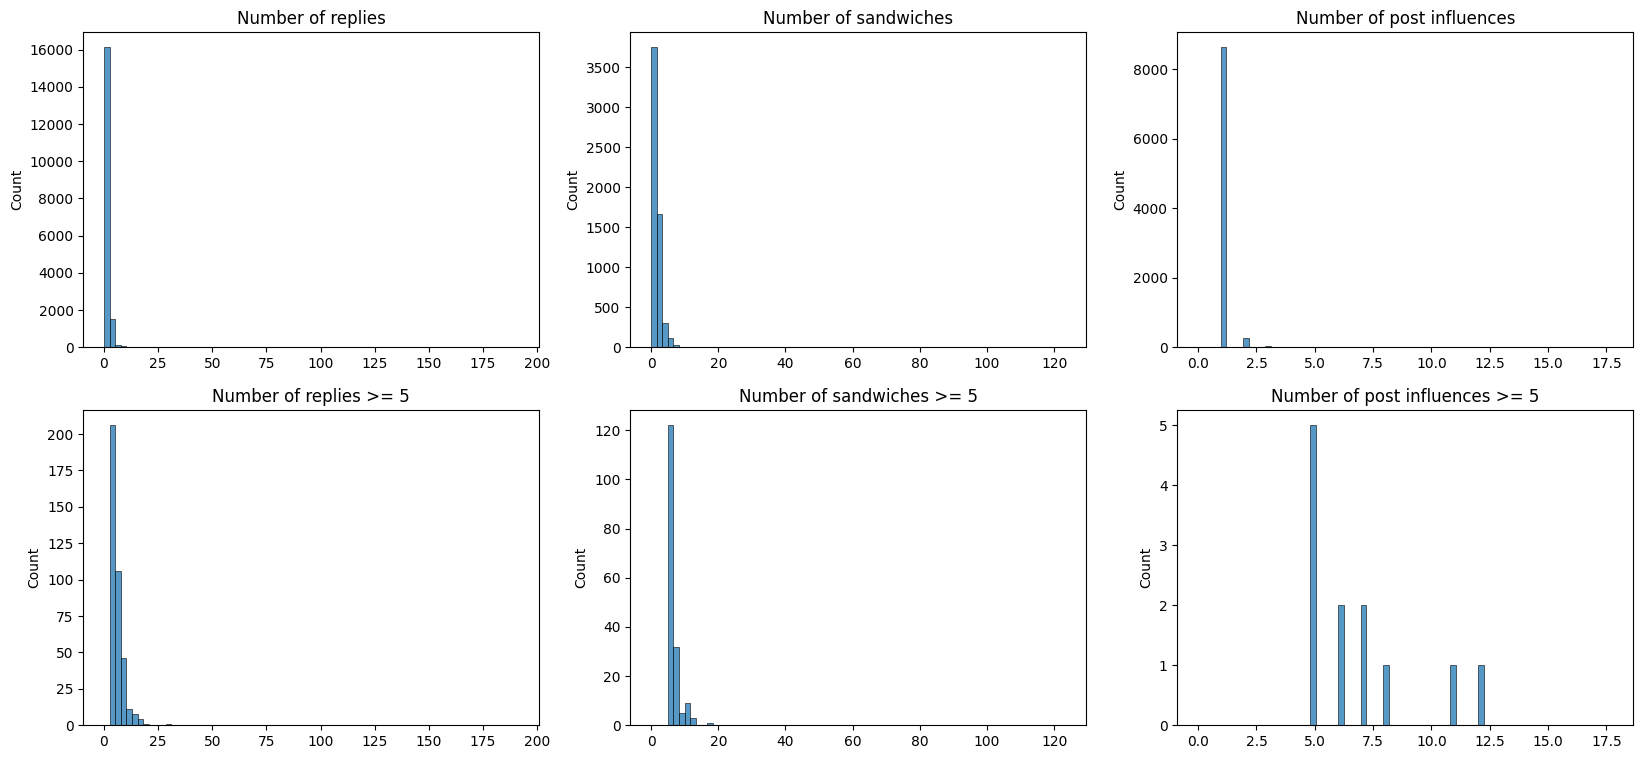 Number of replies
Count
16000
14000
12000
10000
8000
6000
4000
2000
0
0 25 50 75 100 125 150 175 200
Number of sandwiches
Count
3500
3000
2500
2000
1500
1000
500
0
0 20 40 60 80 100 120
Number of post influences
Count
8000
6000
4000
2000
0
0.0 2.5 5.0 7.5 10.0 12.5 15.0 17.5
Number of replies >= 5
Count
200
175
150
125
100
75
50
25
0
0 25 50 75 100 125 150 175 200
Number of sandwiches >= 5
Count
120
100
80
60
40
20
0
0 20 40 60 80 100 120
Number of post influences >= 5
Count
5
4
3
2
1
0
0.0 2.5 5.0 7.5 10.0 12.5 15.0 17.5